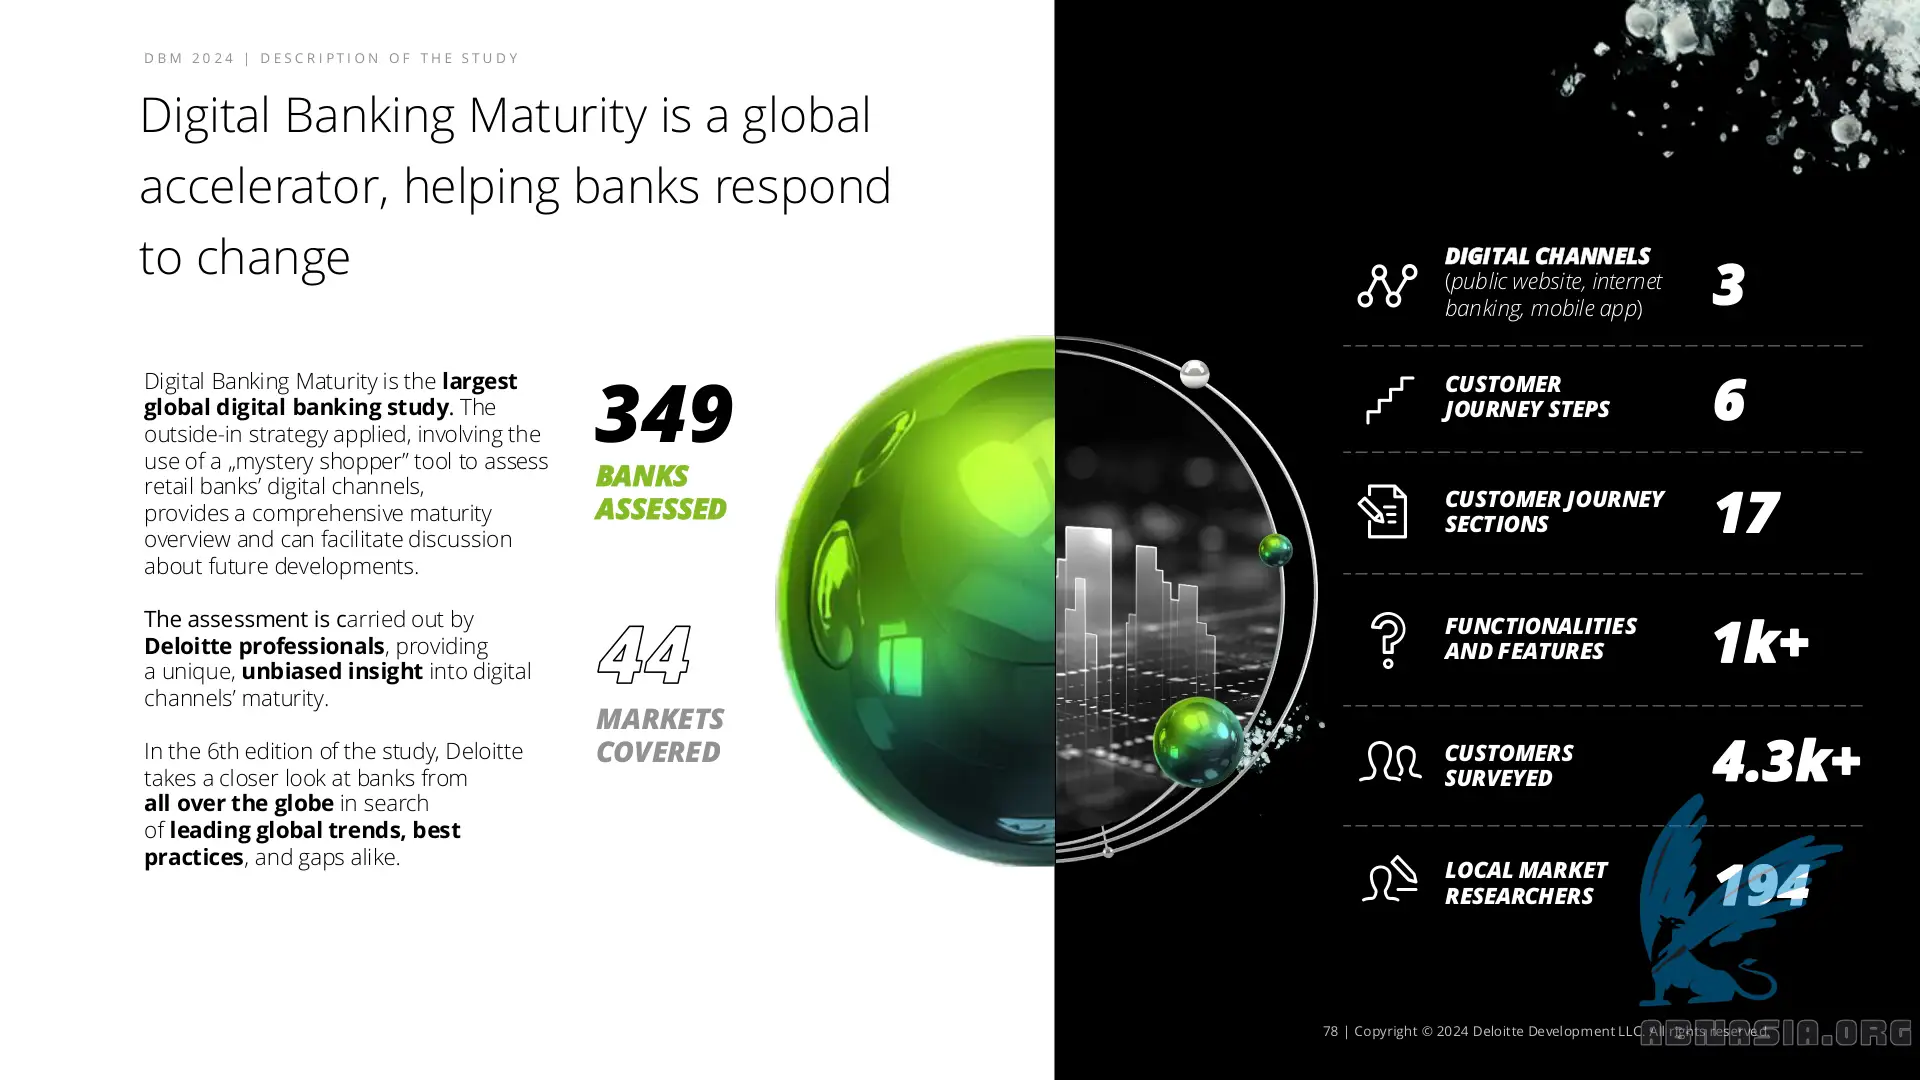 DBM 2024 | DESCRIPTION OF THE STUDY
Digital Banking Maturity is a global
accelerator, helping banks respond
to change
Digital Banking Maturity is the largest
global digital banking study. The
outside-in strategy applied, involving the
use of a „mystery shopper” tool to assess
retail banks’ digital channels,
provides a comprehensive maturity
overview and can facilitate discussion
about future developments.
The assessment is carried out by
Deloitte professionals, providing
a unique, unbiased insight into digital
channels’ maturity.
In the 6th edition of the study, Deloitte
takes a closer look at banks from
all over the globe in search
of leading global trends, best
practices, and gaps alike.
349
BANKS
ASSESSED
44
MARKETS
COVERED
DIGITAL CHANNELS
(public website, internet
banking, mobile app)
3
CUSTOMER
JOURNEY STEPS
6
CUSTOMER JOURNEY
SECTIONS
17
FUNCTIONALITIES
AND FEATURES
1k+
CUSTOMERS
SURVEYED
4.3k+
LOCAL MARKET
RESEARCHERS
194
78 | Copyright © 2024 Deloitte Development LLC. All rights reserved.
ABNASIA.ORG